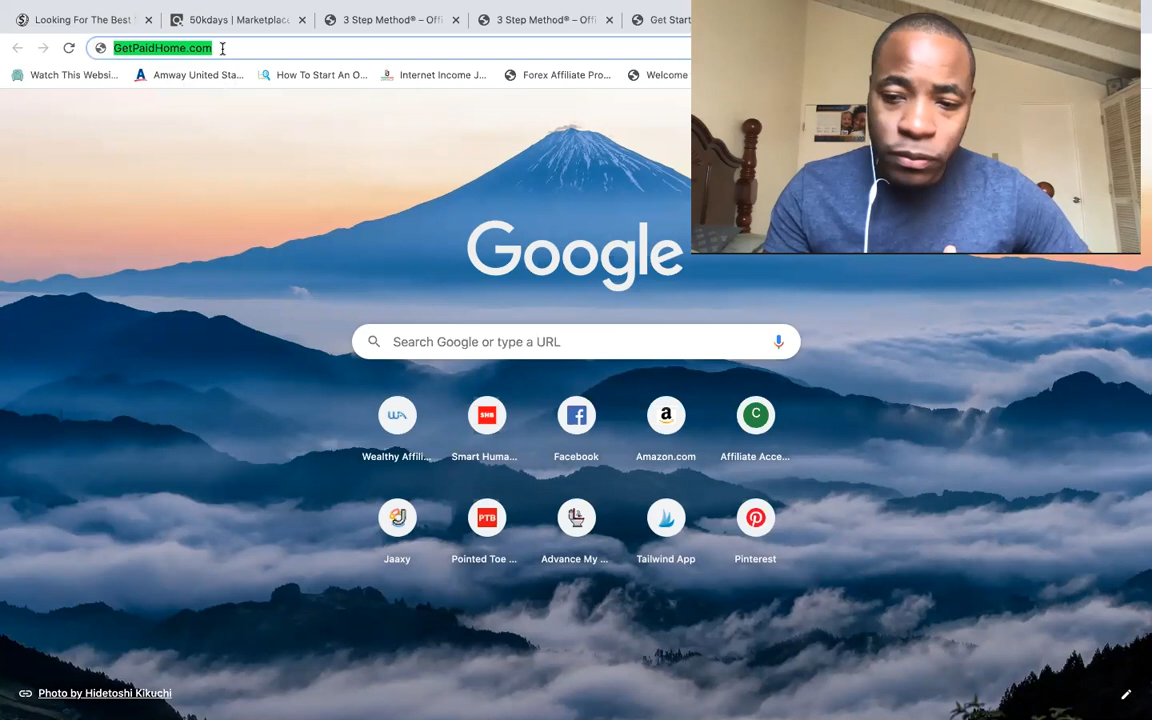 Looking For The Best
50kdays | Marketplac
3 Step Method® – Offi
3 Step Method® – Offi
Get Start
GetPaidHome.com
Watch This Websi...
Amway United Sta...
How To Start An O...
Internet Income J...
Forex Affiliate Pro...
Welcome
Google
Search Google or type a URL
WA
SHB
a
C
Wealthy Affili...
Smart Huma...
Facebook
Amazon.com
Affiliate Acce...
PTB
Jaaxy
Pointed Toe ...
Advance My ...
Tailwind App
Pinterest
Photo by Hidetoshi Kikuchi